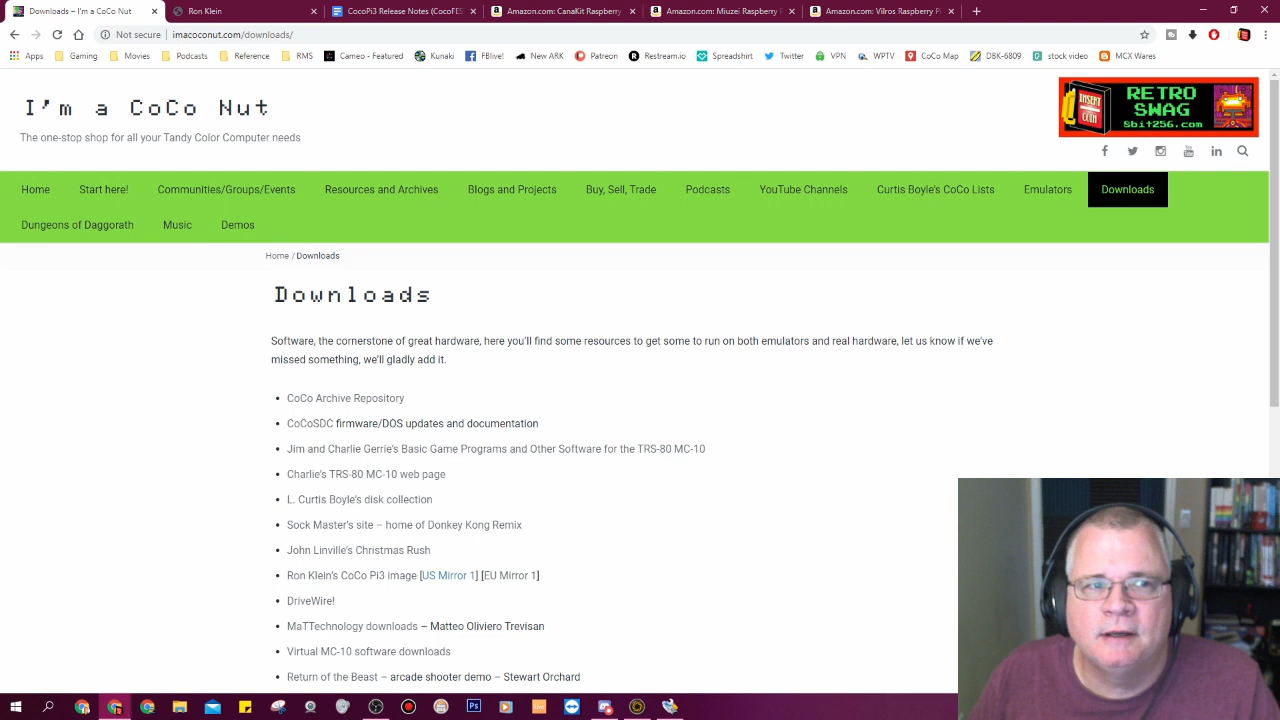 Downloads – I'm a CoCo Nut
Ron Klein
CocoPi3 Release Notes (CocoFES
Amazon.com: CanaKit Raspberry
Amazon.com: Miuzei Raspberry P
Amazon.com: Vilros Raspberry P
Not secure
imacoconut.com/downloads/
Apps
Gaming
Movies
Podcasts
Reference
RMS
Cameo - Featured
Kunaki
FBlive!
New ARK
Patreon
Restream.io
Spreadshirt
Twitter
VPN
WPTV
CoCo Map
DBK-6809
stock video
MCX Wares
I'm a CoCo Nut
The one-stop shop for all your Tandy Color Computer needs
INSERT COIN
RETRO
SWAG
8bit256.com
Home
Start here!
Communities/Groups/Events
Resources and Archives
Blogs and Projects
Buy, Sell, Trade
Podcasts
YouTube Channels
Curtis Boyle's CoCo Lists
Emulators
Downloads
Dungeons of Daggorath
Music
Demos
Home / Downloads
Downloads
Software, the cornerstone of great hardware, here you'll find some resources to get some to run on both emulators and real hardware, let us know if we've
missed something, we'll gladly add it.
• CoCo Archive Repository
• CoCoSDC firmware/DOS updates and documentation
• Jim and Charlie Gerrie's Basic Game Programs and Other Software for the TRS-80 MC-10
• Charlie's TRS-80 MC-10 web page
• L. Curtis Boyle's disk collection
• Sock Master's site – home of Donkey Kong Remix
• John Linville's Christmas Rush
• Ron Klein's CoCo Pi3 image [US Mirror 1] [EU Mirror 1]
• DriveWire!
• MaTTechnology downloads – Matteo Oliviero Trevisan
• Virtual MC-10 software downloads
• Return of the Beast – arcade shooter demo – Stewart Orchard